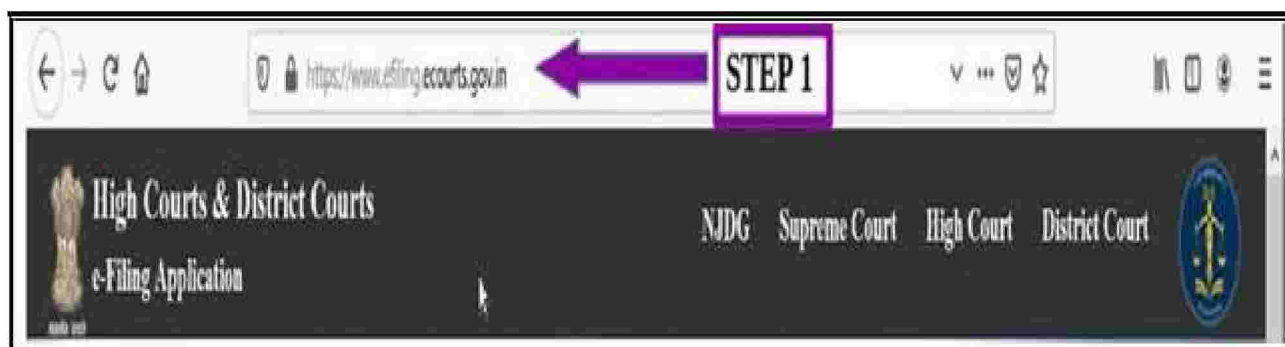 https://www.efiling.ecourts.gov.in
STEP 1
High Courts & District Courts
e-Filing Application
NJDG Supreme Court High Court District Court